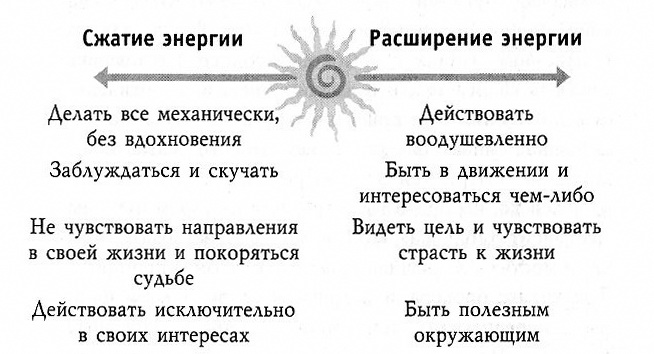 Сжатие энергии
Расширение энергии
Делать все механически,
без вдохновения
Действовать
воодушевленно
Заблуждаться и скучать
Быть в движении и
интересоваться чем-либо
Не чувствовать направления
в своей жизни и покоряться
судьбе
Видеть цель и чувствовать
страсть к жизни
Действовать исключительно
в своих интересах
Быть полезным
окружающим